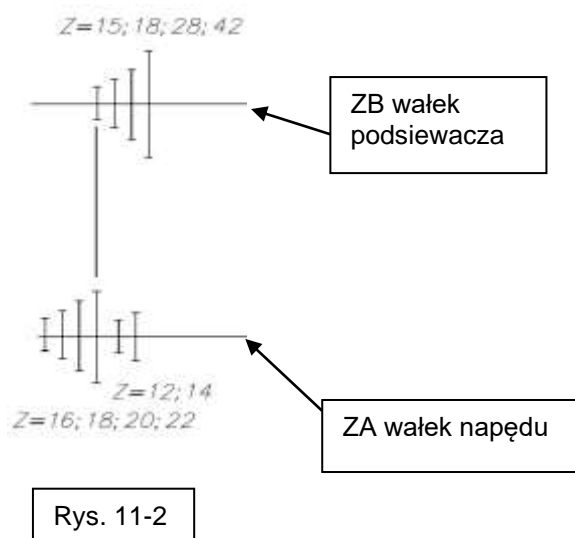 Z=15; 18; 28; 42
ZB wałek
podsiewacza
Z=12; 14
Z=16; 18; 20; 22
ZA wałek napędu
Rys. 11-2